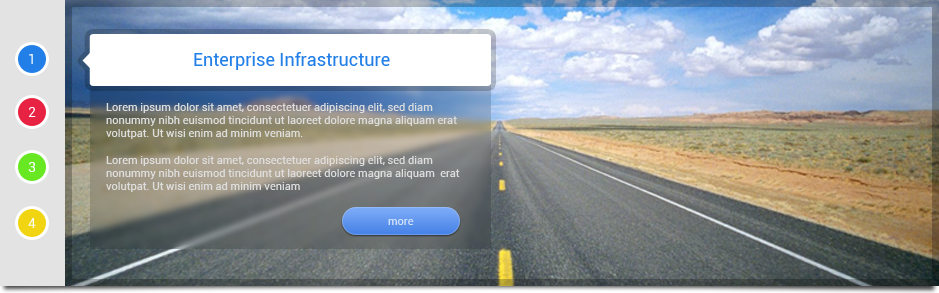 1
2
3
4
Enterprise Infrastructure
Lorem ipsum dolor sit amet, consectetuer adipiscing elit, sed diam
nonummy nibh euismod tincidunt ut laoreet dolore magna aliquam erat
volutpat. Ut wisi enim ad minim veniam.
Lorem ipsum dolor sit amet, consectetuer adipiscing elit, sed diam
nonummy nibh euismod tincidunt ut laoreet dolore magna aliquam erat
volutpat. Ut wisi enim ad minim veniam
more